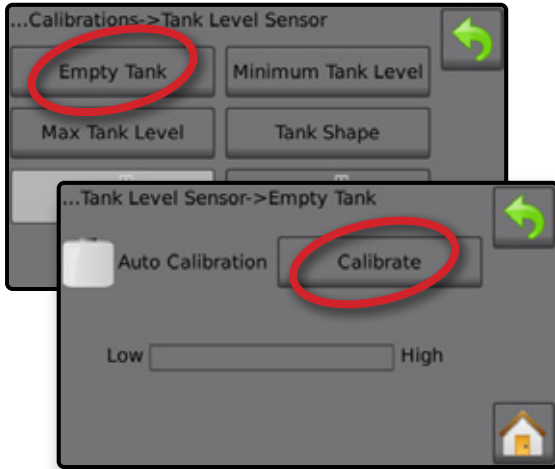 ...Calibrations->Tank Level Sensor
Empty Tank
Minimum Tank Level
Max Tank Level
Tank Shape
...Tank Level Sensor->Empty Tank
Auto Calibration
Calibrate
Low
High